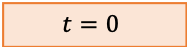 t = 0